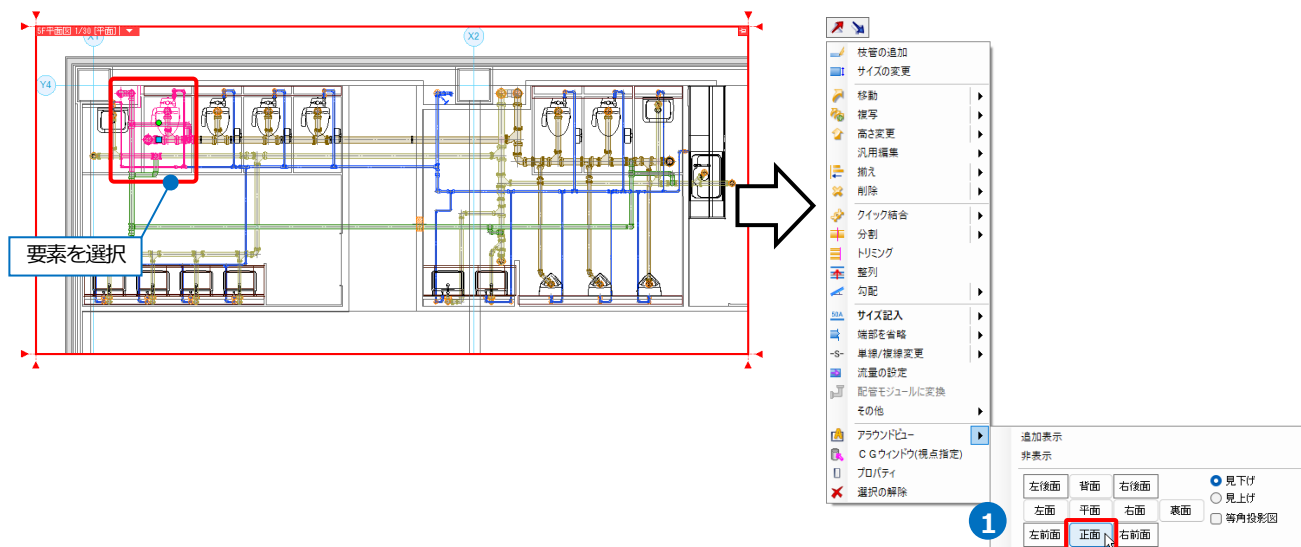 5F平面図 1/30 [平面]
X1
X2
Y4
要素を選択
枝管の追加
サイズの変更
移動
複写
高さ変更
汎用編集
揃え
削除
クイック結合
分割
トリミング
整列
勾配
SIA サイズ記入
端部を省略
-S- 単線/複線変更
流量の設定
配管モジュールに変換
その他
アラウンドビュー
CGウィンドウ(視点指定)
プロパティ
選択の解除
追加表示
非表示
左後面 背面 右後面 見下げ
見上げ
左面 平面 右面 裏面
等角投影図
1
左前面 正面 右前面